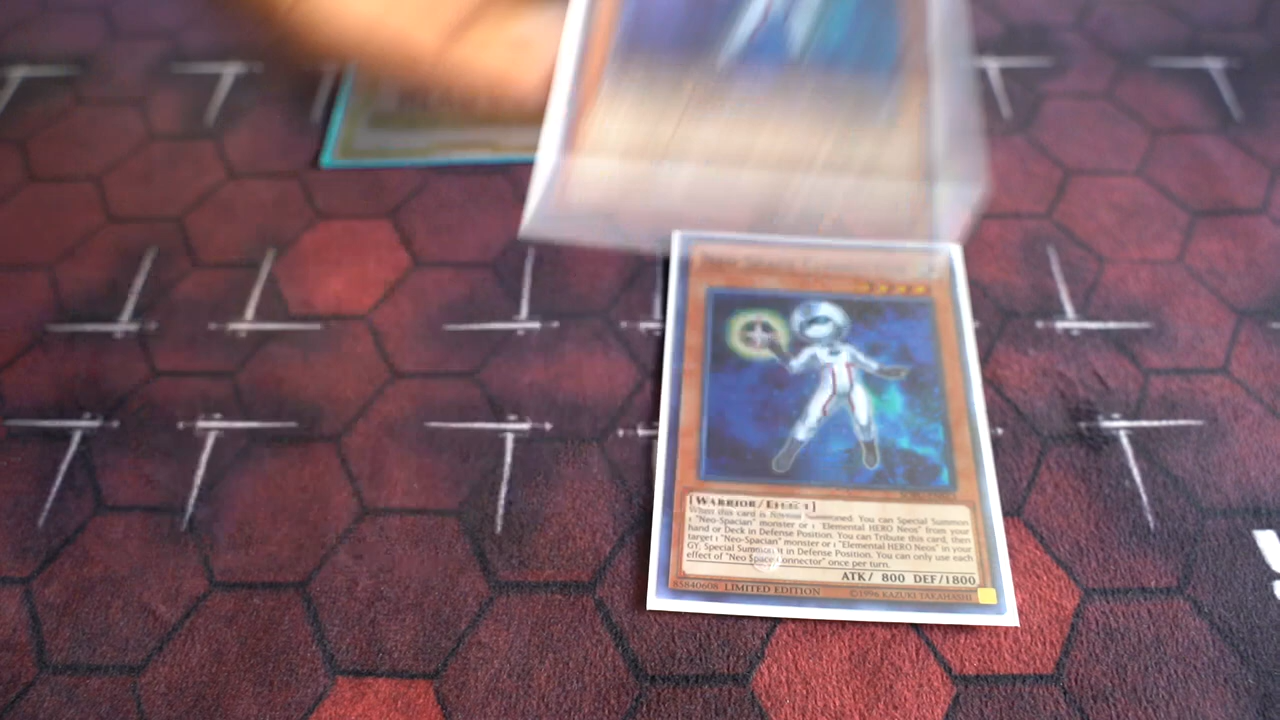 [WARRIOR/EFFECT]
When this card is Normal Summoned: You can Special Summon
1 "Neo-Spacian" monster or 1 "Elemental HERO Neos" from your
hand or Deck in Defense Position. You can Tribute this card, then
target 1 "Neo-Spacian" monster or 1 "Elemental HERO Neos" in your
GY; Special Summon it in Defense Position. You can only use each
effect of "Neo Space Connector" once per turn.
ATK/ 800 DEF/1800
85840608 LIMITED EDITION ©1996 KAZUKI TAKAHASHI